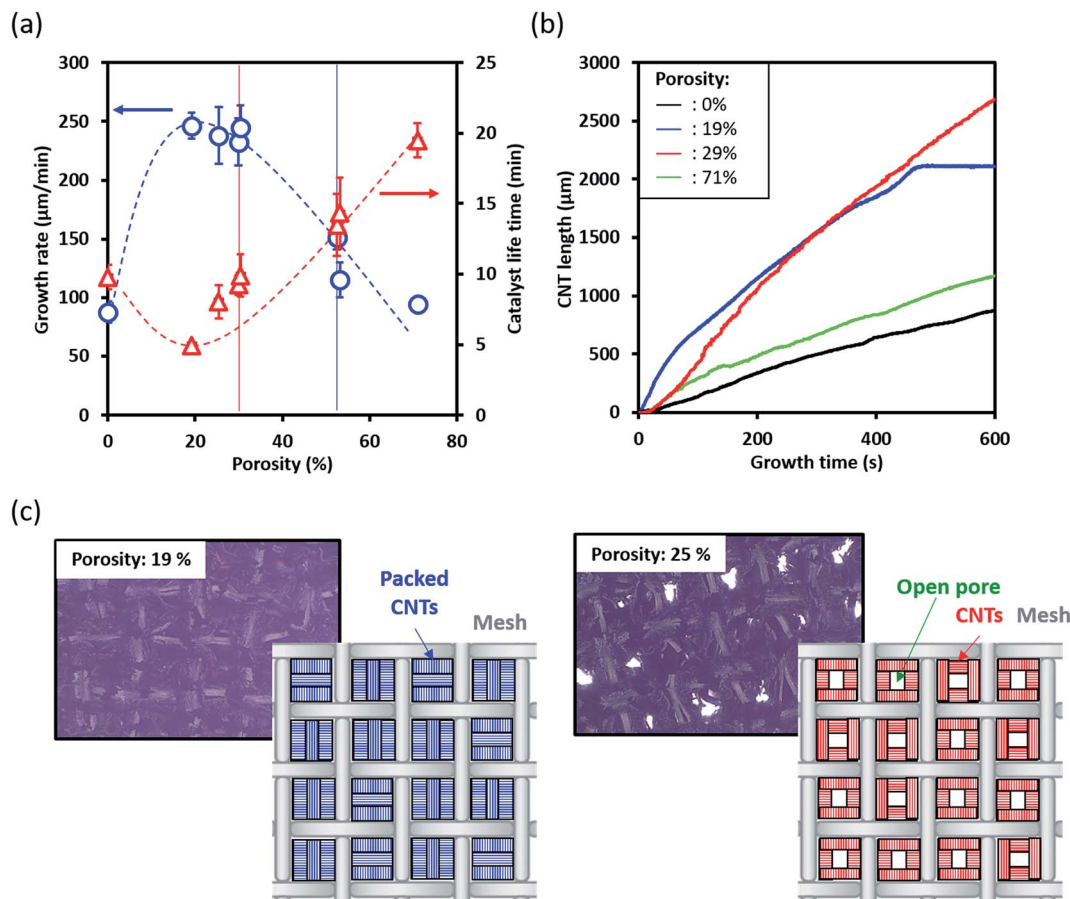 (a)
300
250
200
150
100
50
0
Growth rate (µm/min)
25
20
15
10
5
0
Catalyst life time (min)
0 20 40 60 80
Porosity (%)
(b)
3000
2500
2000
1500
1000
500
0
CNT length (µm)
Porosity:
: 0%
: 19%
: 29%
: 71%
0 200 400 600
Growth time (s)
(c)
Porosity: 19 %
Packed
CNTs
Mesh
Porosity: 25 %
Open pore
CNTs
Mesh